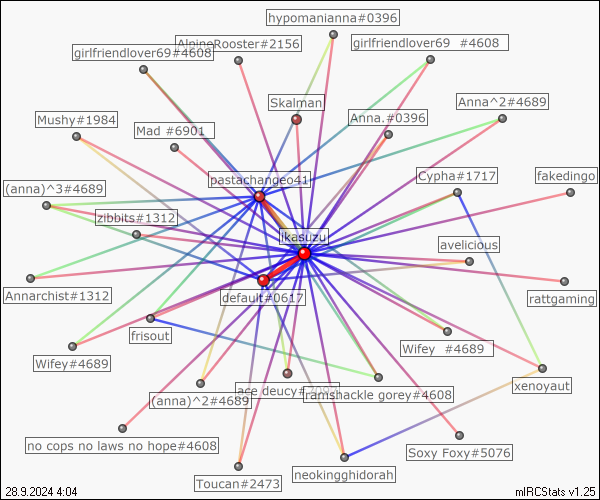 hypomanianna#0396
AlpineRooster#2156
girlfriendlover69#4608
girlfriendlover69 #4608
Skalman
Anna^2#4689
Mushy#1984
Anna.#0396
Mad #6901
pastachangeo41
Cypha#1717
fakedingo
(anna)^3#4689
zibbits#1312
ikasuzu
avelicious
Annarchist#1312
default#0617
rattgaming
frisout
Wifey#4689
Wifey #4689
xenoyaut
ace deucy
ramshackle gorey#4608
(anna)^2#4689
no cops no laws no hope#4608
Soxy Foxy#5076
neokingghidorah
Toucan#2473
28.9.2024 4:04
mIRCStats v1.25